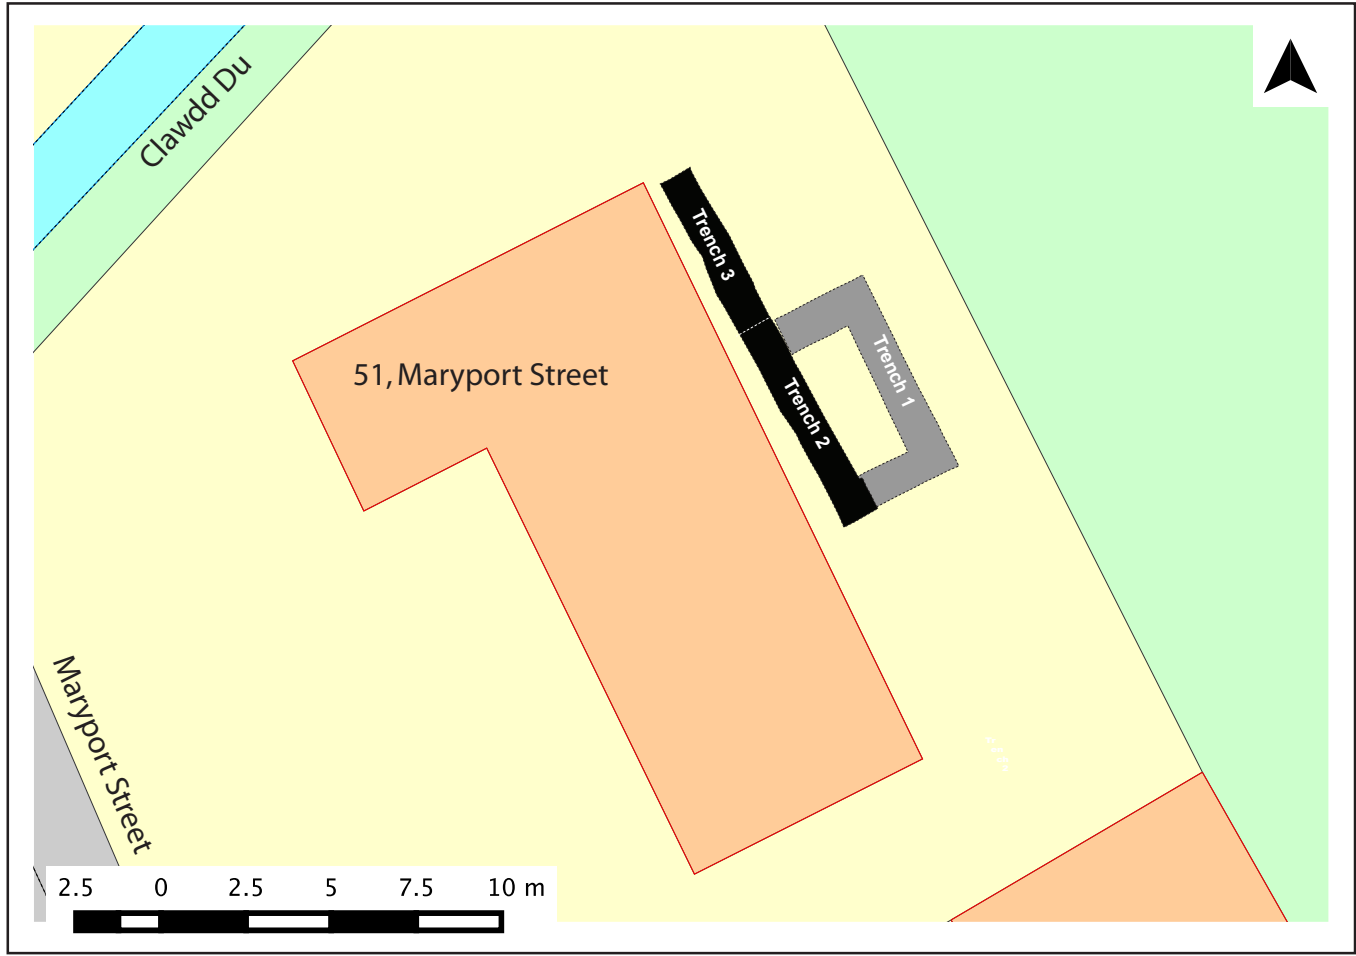 Clawdd Du
Trench 3
Trench 1
51, Maryport Street
Trench 2
Maryport Street
2.5 0 2.5 5 7.5 10 m